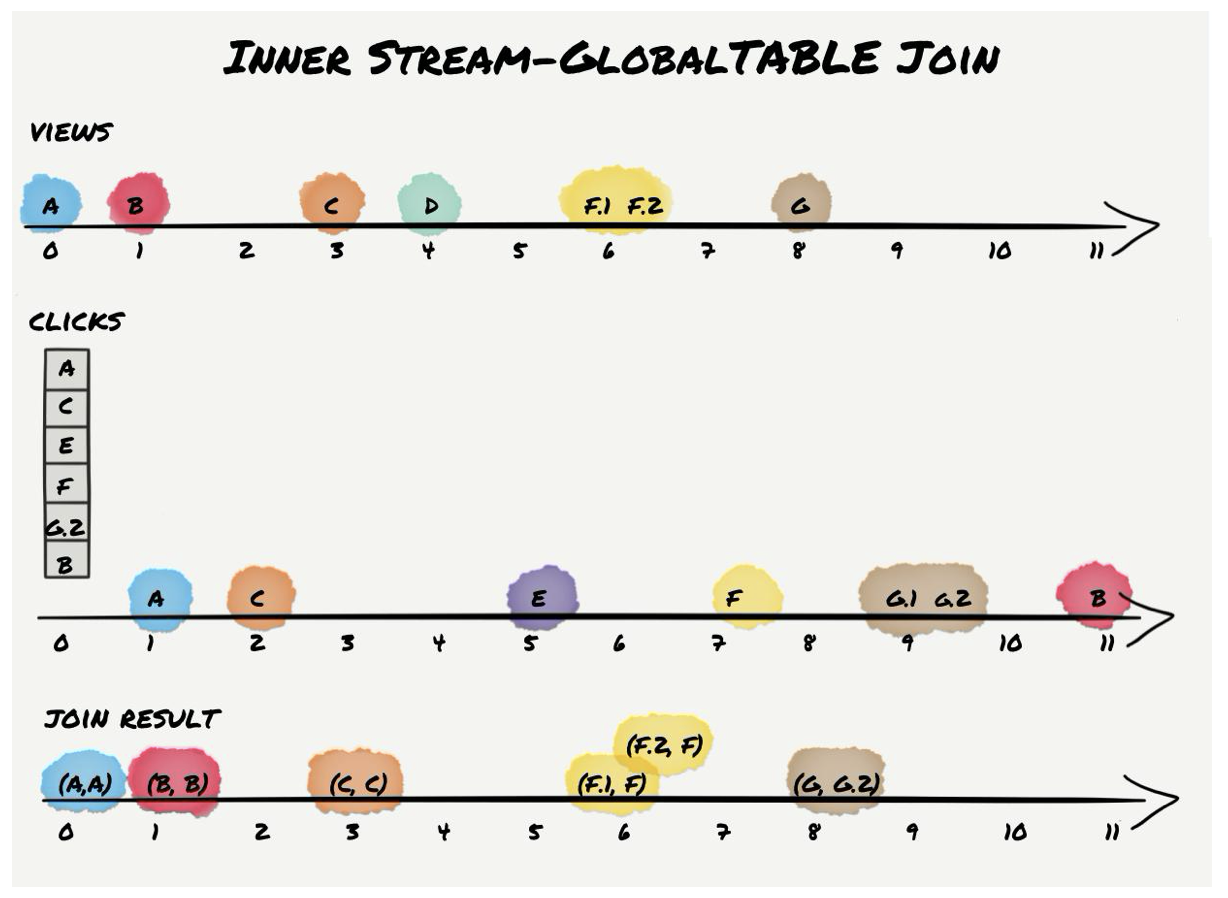 INNER STREAM-GLOBALTABLE JOIN
VIEWS
A B C D F.1 F.2 G
0 1 2 3 4 5 6 7 8 9 10 11
CLICKS
A
C
E
F
G.2
B
A C E F G.1 G.2 B
0 1 2 3 4 5 6 7 8 9 10 11
JOIN RESULT
(F.2, F)
(A,A) (B, B) (C, C) (F.1, F) (G, G.2)
0 1 2 3 4 5 6 7 8 9 10 11